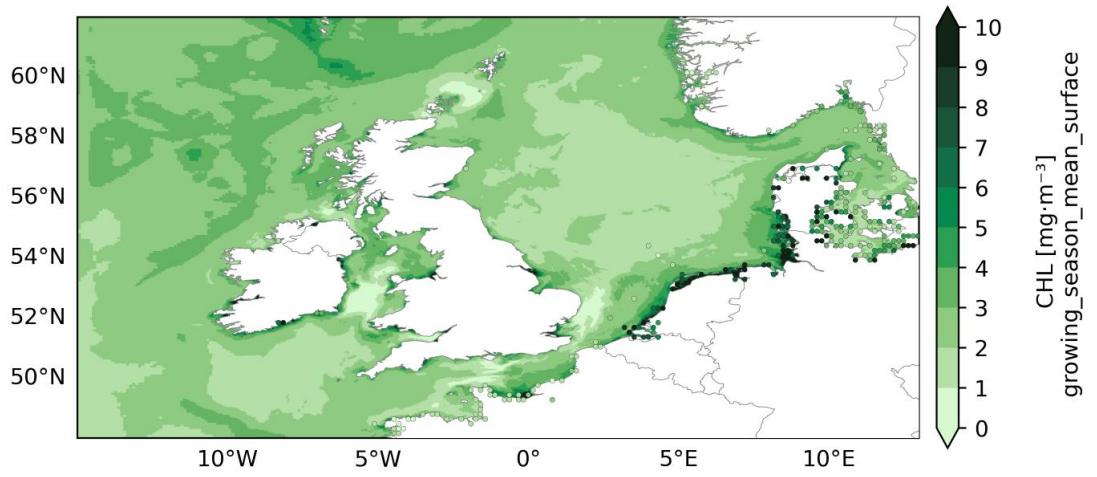 60°N
58°N
56°N
54°N
52°N
50°N
10°W
5°W
0°
5°E
10°E
10
9
8
7
6
5
4
3
2
1
0
CHL [mg·m⁻³]
growing_season_mean_surface